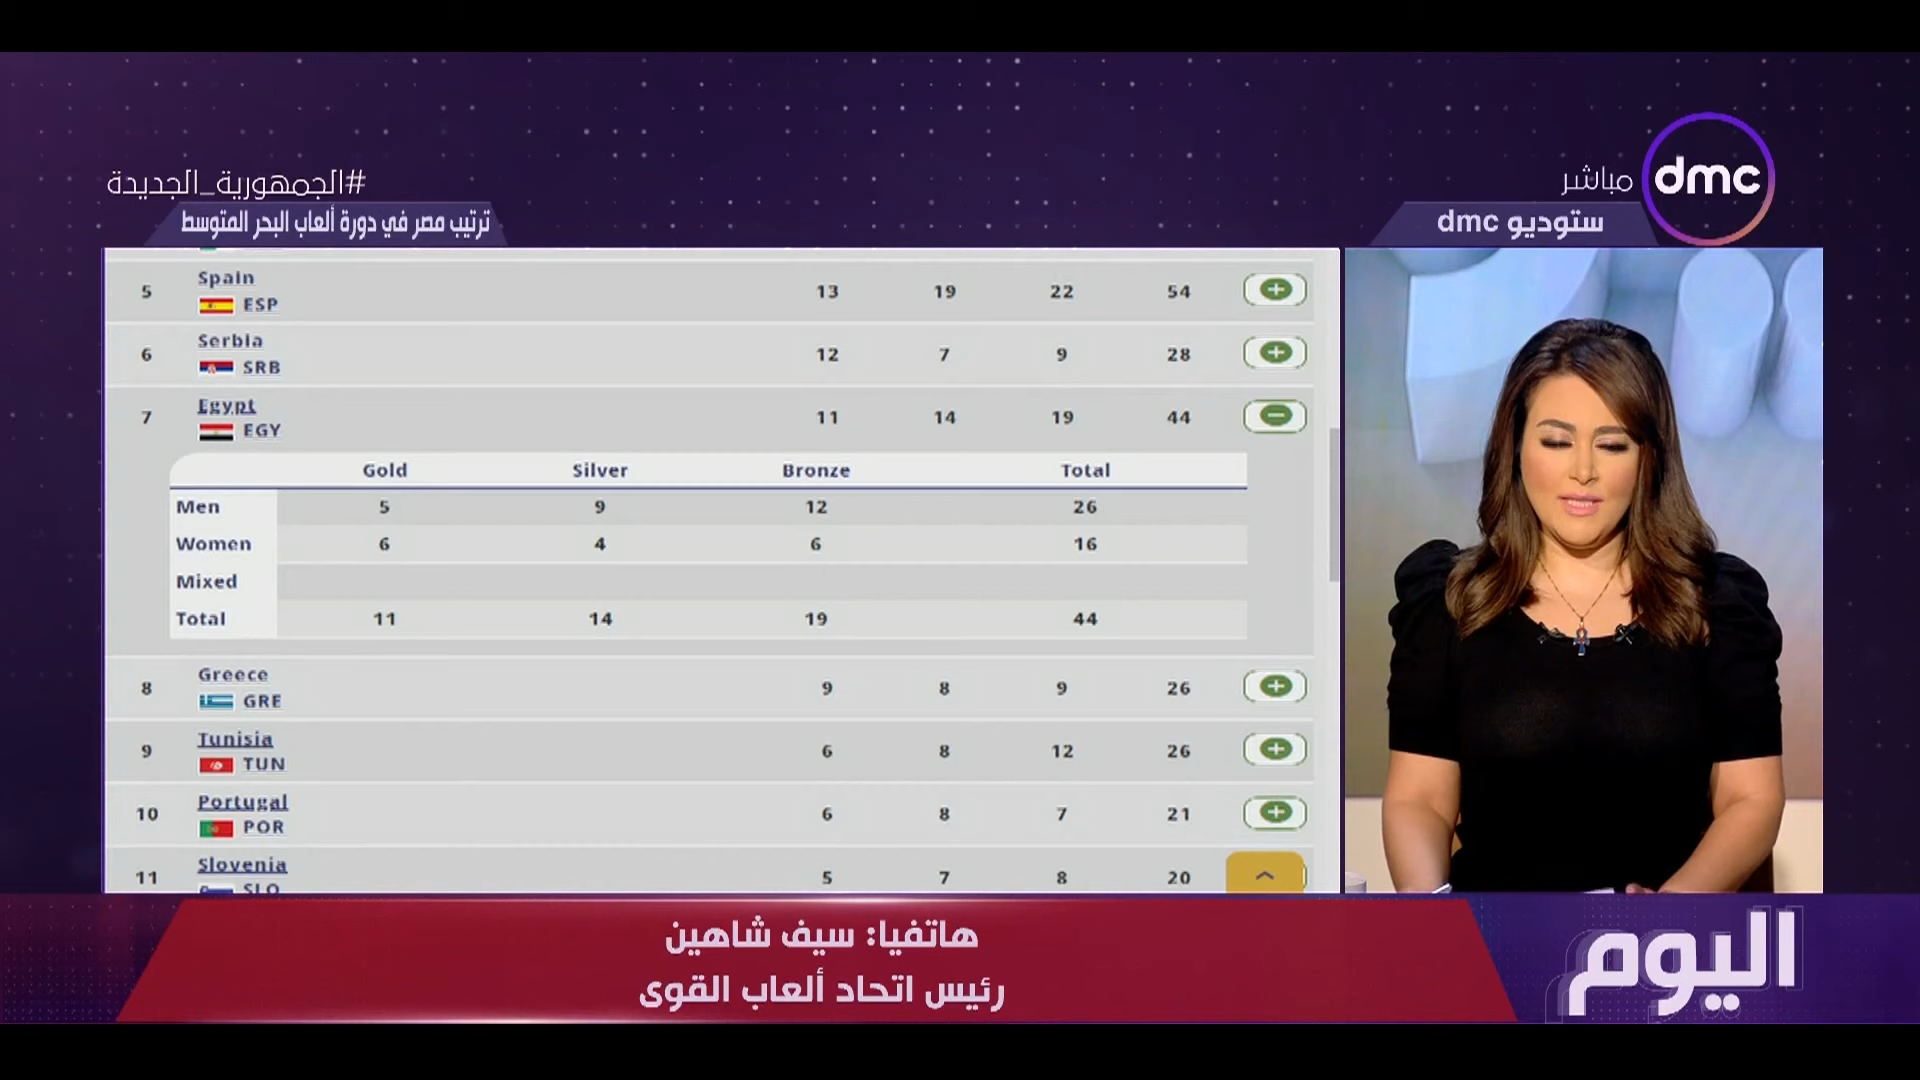 #الجمهورية_الجديدة
مباشر
dmc
ترتيب مصر في دورة ألعاب البحر المتوسط
ستوديو dmc
5 Spain 13 19 22 54
ESP
6 Serbia 12 7 9 28
SRB
7 Egypt 11 14 19 44
EGY
Gold Silver Bronze Total
Men 5 9 12 26
Women 6 4 6 16
Mixed
Total 11 14 19 44
8 Greece 9 8 9 26
GRE
9 Tunisia 6 8 12 26
TUN
10 Portugal 6 8 7 21
POR
11 Slovenia 5 7 8 20
SLO
هاتفيا: سيف شاهين
رئيس اتحاد ألعاب القوى
اليوم